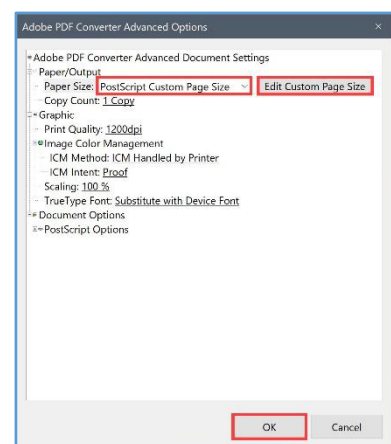 Adobe PDF Converter Advanced Options
Adobe PDF Converter Advanced Document Settings
Paper/Output
Paper Size: PostScript Custom Page Size Edit Custom Page Size
Copy Count: 1 Copy
Graphic
Print Quality: 1200dpi
Image Color Management
ICM Method: ICM Handled by Printer
ICM Intent: Proof
Scaling: 100 %
TrueType Font: Substitute with Device Font
Document Options
PostScript Options
OK Cancel